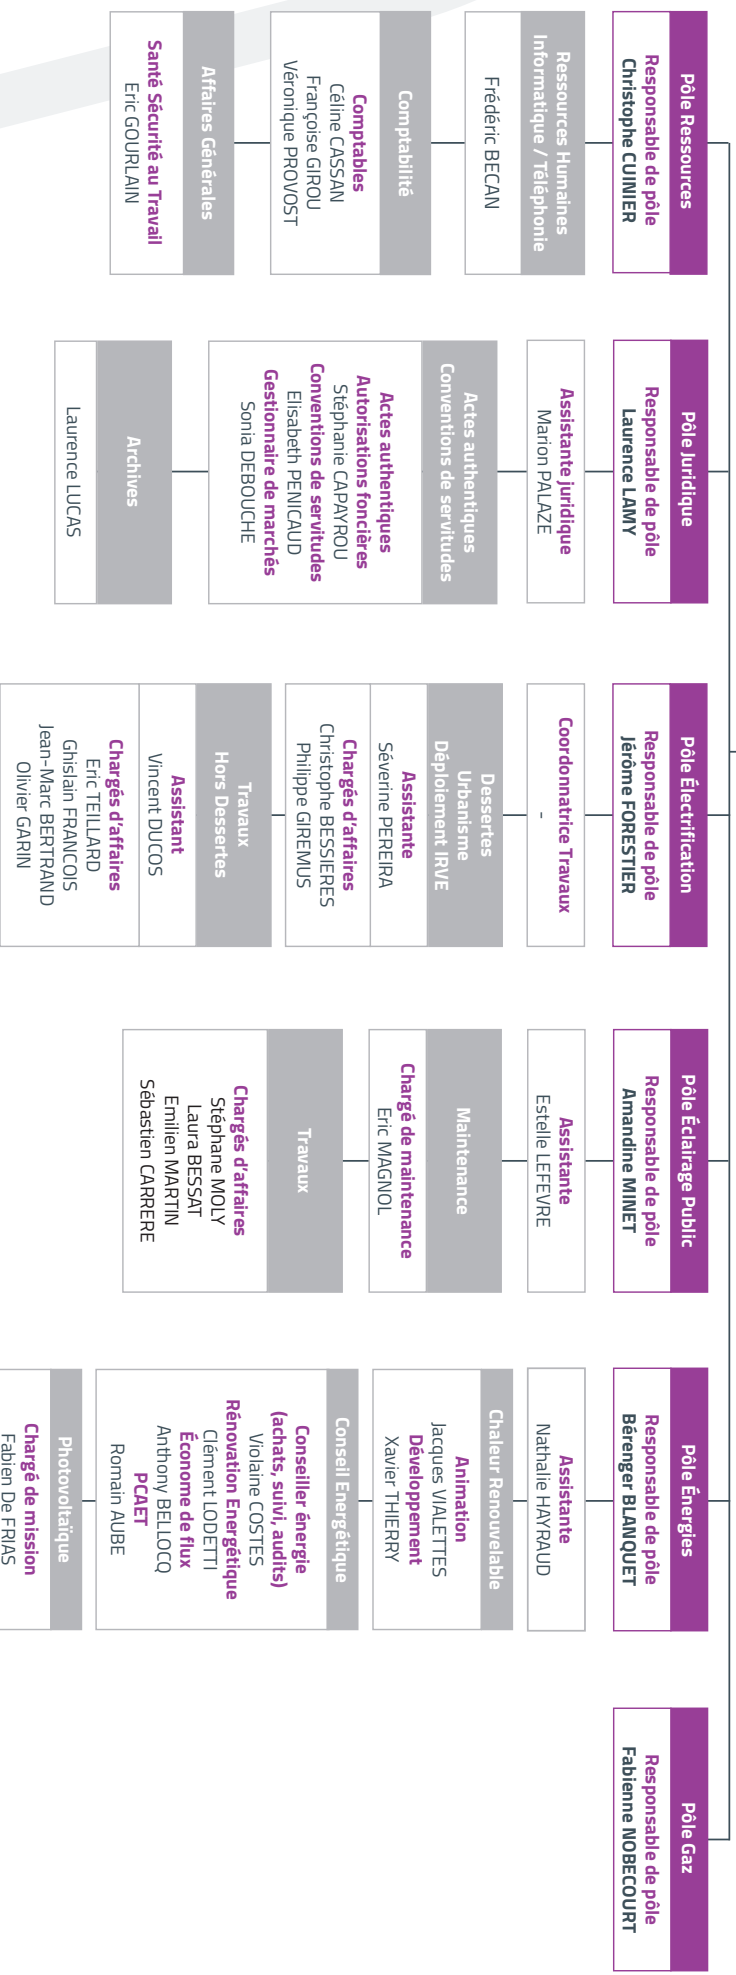 Pôle Ressources
Responsable de pôle
Christophe CUINIER
Ressources Humaines
Informatique / Téléphonie
Frédéric BECAN
Comptabilité
Comptables
Céline CASSAN
Françoise GIROU
Véronique PROVOST
Affaires Générales
Santé Sécurité au Travail
Eric GOURLAIN
Pôle Juridique
Responsable de pôle
Laurence LAMY
Assistante juridique
Marion PALAZE
Actes authentiques
Conventions de servitudes
Actes authentiques
Autorisations foncières
Stéphanie CAPAYROU
Conventions de servitudes
Elisabeth PENICAUD
Gestionnaire de marchés
Sonia DEBOUCHE
Archives
Laurence LUCAS
Pôle Électrification
Responsable de pôle
Jérôme FORESTIER
Coordonnatrice Travaux
-
Dessertes
Urbanisme
Déploiement IRVE
Assistante
Séverine PEREIRA
Chargés d'affaires
Christophe BESSIERES
Philippe GIREMUS
Travaux
Hors Dessertes
Assistant
Vincent DUCOS
Chargés d'affaires
Eric TEILLARD
Ghislain FRANCOIS
Jean-Marc BERTRAND
Olivier GARIN
Pôle Éclairage Public
Responsable de pôle
Amandine MINET
Assistante
Estelle LEFEVRE
Maintenance
Chargé de maintenance
Eric MAGNOL
Travaux
Chargés d'affaires
Stéphane MOLY
Laura BESSAT
Emilien MARTIN
Sébastien CARRERE
Pôle Énergies
Responsable de pôle
Bérenger BLANQUET
Assistante
Nathalie HAYRAUD
Chaleur Renouvelable
Animation
Jacques VIALETTES
Développement
Xavier THIERRY
Conseil Energétique
Conseiller énergie
(achats, suivi, audits)
Violaine COSTES
Rénovation Energétique
Clément LODETTI
Économe de flux
Anthony BELLOCQ
PCAET
Romain AUBE
Photovoltaïque
Chargé de mission
Fabien De FRIAS
Pôle Gaz
Responsable de pôle
Fabienne NOBECOURT